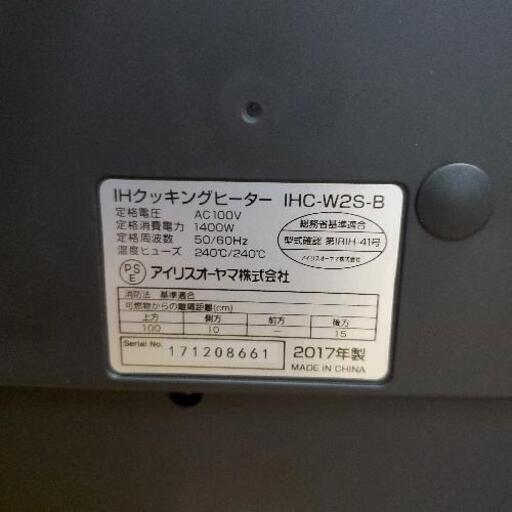 IHクッキングヒーター IHC-W2S-B
定格電圧 AC100V
定格消費電力 1400W
定格周波数 50/60Hz
温度ヒューズ 240℃/240℃
総務省基準適合
型式確認 第IRIH-41号
アイリスオーヤマ株式会社
PS
E
アイリスオーヤマ株式会社
消防法 基準適合
可燃物からの離隔距離(cm)
上方 側方 前方 後方
100 10 — 15
Serial No. 171208661
2017年製
MADE IN CHINA